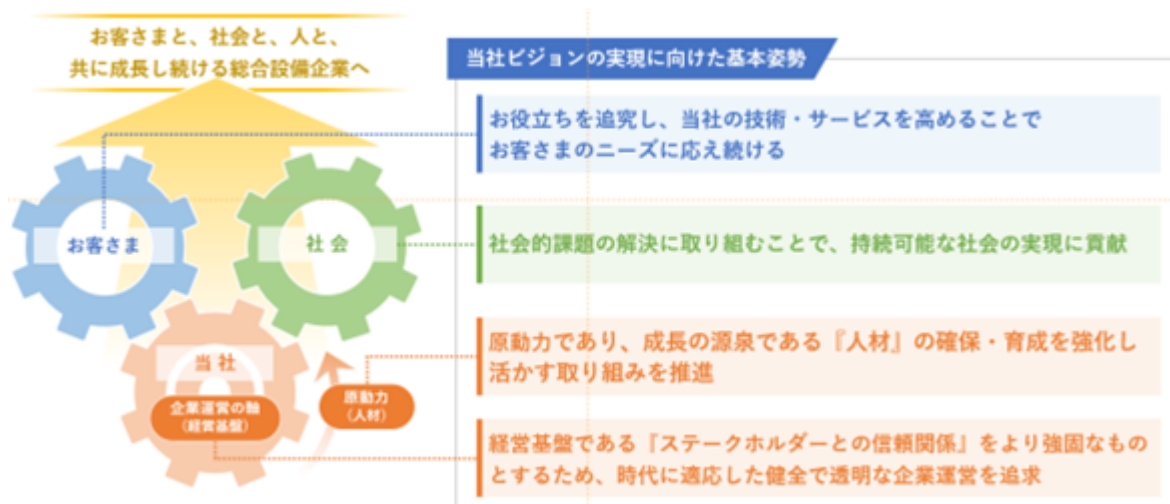 お客さまと、社会と、人と、
共に成長し続ける総合設備企業へ
お客さま
社会
当社
企業運営の軸
(経営基盤)
原動力
(人材)
当社ビジョンの実現に向けた基本姿勢
お役立ちを追究し、当社の技術・サービスを高めることで
お客さまのニーズに応え続ける
社会的課題の解決に取り組むことで、持続可能な社会の実現に貢献
原動力であり、成長の源泉である『人材』の確保・育成を強化し
活かす取り組みを推進
経営基盤である『ステークホルダーとの信頼関係』をより強固なもの
とするため、時代に適応した健全で透明な企業運営を追求